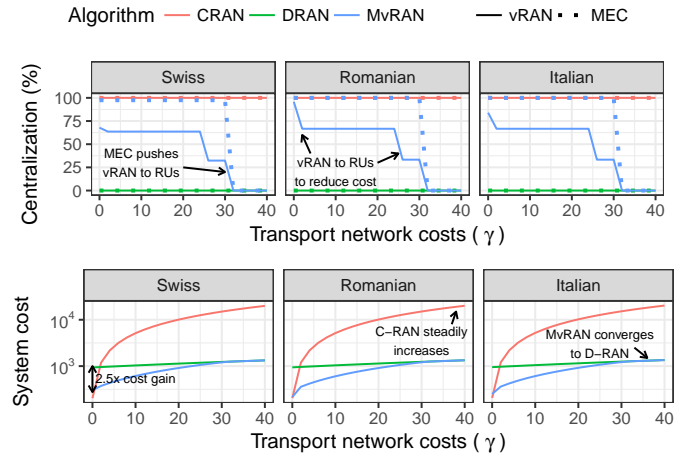 Algorithm CRAN DRAN MvRAN vRAN MEC
Swiss Romanian Italian
Centralization (%)
100
75
50
25
0
MEC pushes
vRAN to RUs
vRAN to RUs
to reduce cost
0 10 20 30 40 0 10 20 30 40 0 10 20 30 40
Transport network costs ( γ )
Swiss Romanian Italian
System cost
10^4
10^3
2.5x cost gain
C−RAN steadily
increases
MvRAN converges
to D−RAN
0 10 20 30 40 0 10 20 30 40 0 10 20 30 40
Transport network costs ( γ )